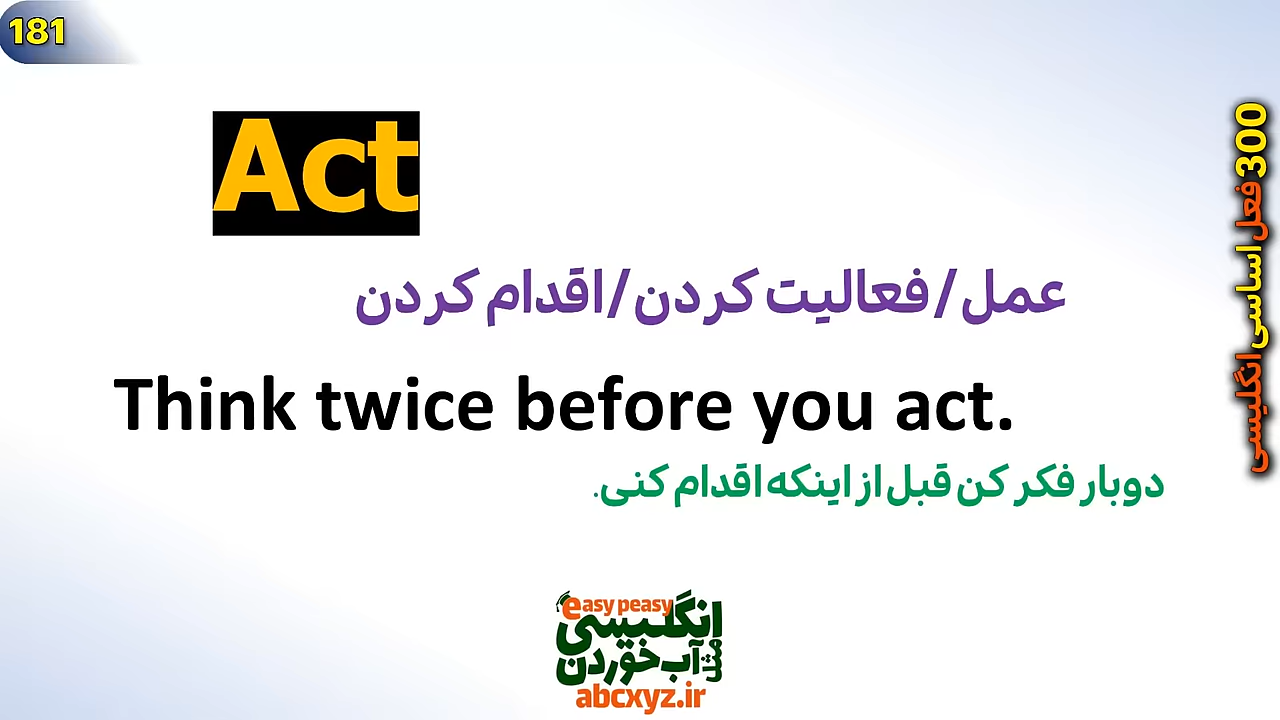 181
Act
عمل/فعالیت کردن/اقدام کردن
Think twice before you act.
دوبار فکر کن قبل از اینکه اقدام کنی.
300 فعل اساسی انگلیسی
easy peasy
انگلیسی
مثل آب خوردن
abcxyz.ir